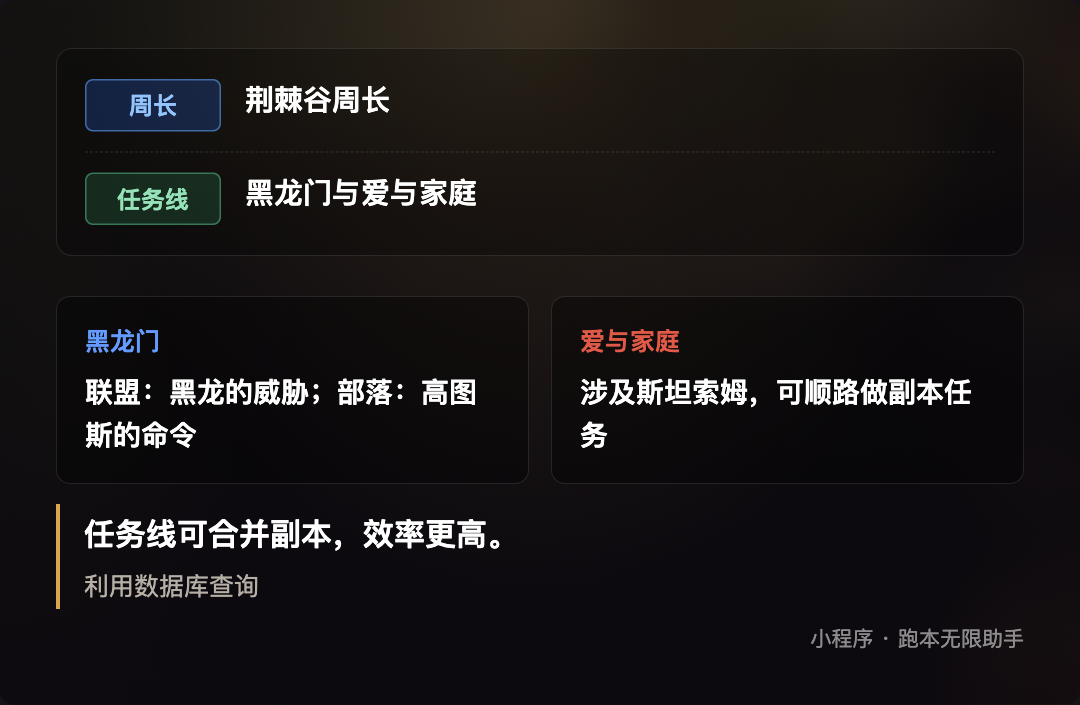 周长
荆棘谷周长
任务线
黑龙门与爱与家庭
黑龙门
联盟：黑龙的威胁；部落：高图
斯的命令
爱与家庭
涉及斯坦索姆，可顺路做副本任
务
任务线可合并副本，效率更高。
利用数据库查询
小程序 · 跑本无限助手